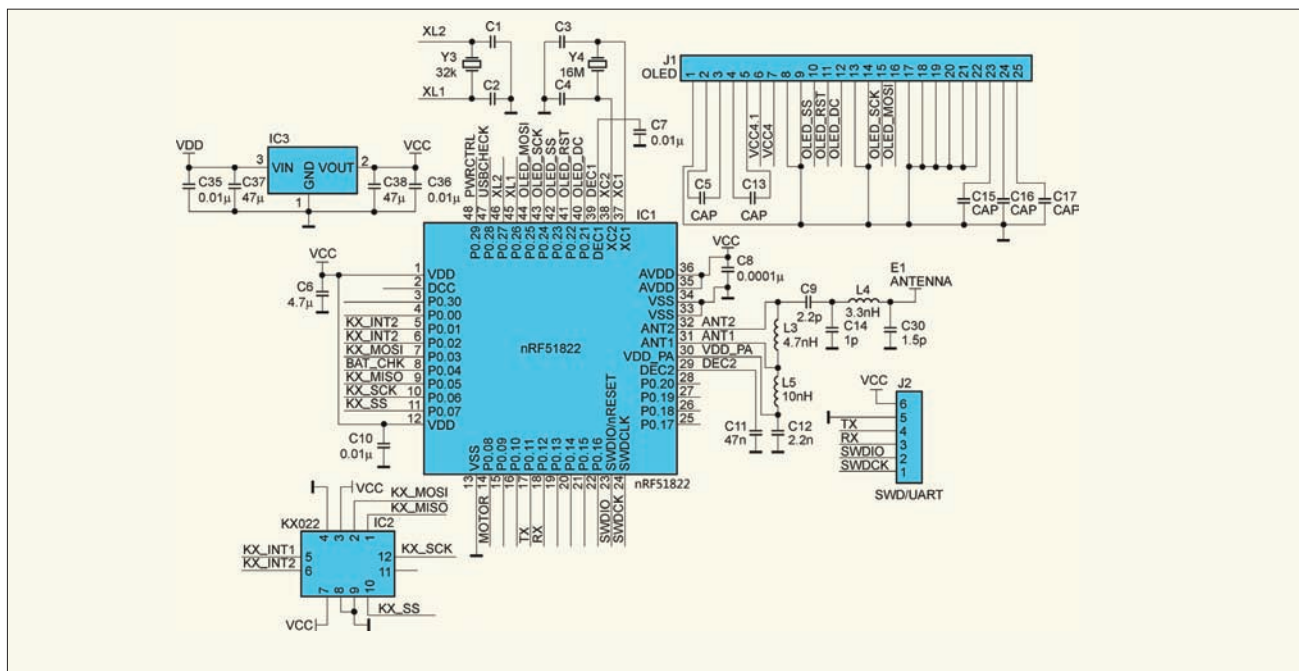 XL2
C1
Y3
32k
XL1
C2
C3
Y4
16M
C4
C7
0.01µ
J1
OLED
1
2
3
4
5
6
7
8
9
10
11
12
13
14
15
16
17
18
19
20
21
22
23
24
25
VCC4.1
VCC4
OLED_SS
OLED_RST
OLED_DC
OLED_SCK
OLED_MOSI
C5
CAP
C13
CAP
C15
CAP
C16
CAP
C17
CAP
IC3
VDD
3
VIN
VOUT
2
VCC
GND
1
C35
0.01µ
C37
47µ
C38
47µ
C36
0.01µ
48 PWRCTRL
47 USBCHECK
46 XL2
45 XL1
44 OLED_MOSI
43 OLED_SCK
42 OLED_SS
41 OLED_RST
40 OLED_DC
39 DEC1
38 XC2
37 XC1
IC1
P0.29
P0.28
P0.27
P0.26
P0.25
P0.24
P0.23
P0.22
P0.21
DEC1
XC2
XC1
VCC
C6
4.7µ
1 VDD
2 DCC
3 P0.30
4 P0.00
KX_INT2 5 P0.01
KX_INT2 6 P0.02
KX_MOSI 7 P0.03
BAT_CHK 8 P0.04
KX_MISO 9 P0.05
KX_SCK 10 P0.06
KX_SS 11 P0.07
12 VDD
C10
0.01µ
nRF51822
AVDD 36
AVDD 35
VSS 34
VSS 33
ANT2 32 ANT2
ANT1 31 ANT1
VDD_PA 30 VDD_PA
DEC2 29 DEC2
P0.20 28
P0.19 27
P0.18 26
P0.17 25
VCC
C8
0.0001µ
E1
ANTENNA
C9
2.2p
L4
3.3nH
L3
4.7nH
C14
1p
C30
1.5p
L5
10nH
C11
47n
C12
2.2n
VSS
P0.08
P0.09
P0.10
P0.11
P0.12
P0.13
P0.14
P0.15
P0.16
SWDIO/nRESET
SWDCLK
13
MOTOR 14
15
16
TX 17
RX 18
19
20
21
22
SWDIO 23
SWDCK 24
nRF51822
VCC
J2
6
5
TX 4
RX 3
SWDIO 2
SWDCK 1
SWD/UART
VCC
KX_MOSI
KX_MISO
KX022
IC2
4
3
2
1
KX_INT1 5
KX_INT2 6
12 KX_SCK
11
7
8
9
10
KX_SS
VCC